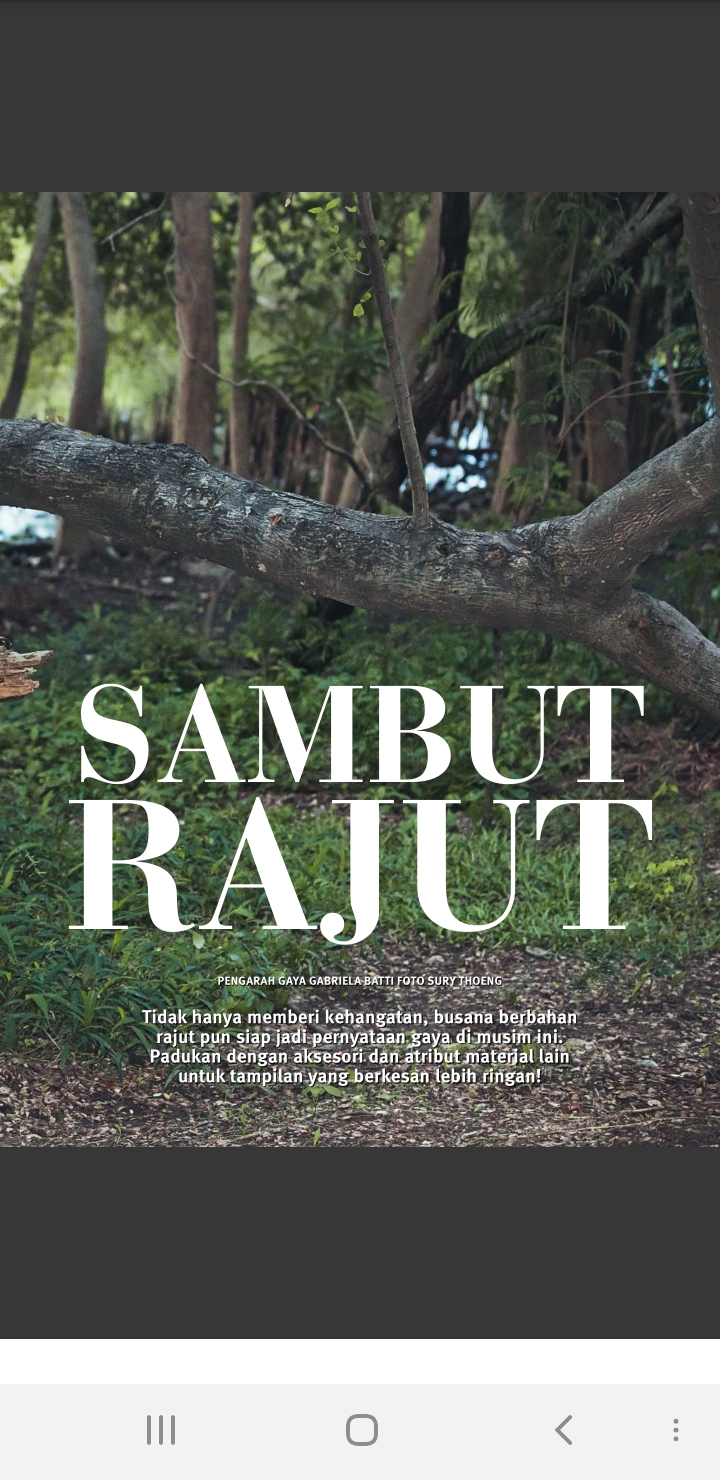 SAMBUT
RAJUT
PENGARAH GAYA GABRIELA BATTI FOTO SURY THOENG
Tidak hanya memberi kehangatan, busana berbahan
rajut pun siap jadi pernyataan gaya di musim ini.
Padukan dengan aksesori dan atribut material lain
untuk tampilan yang berkesan lebih ringan!